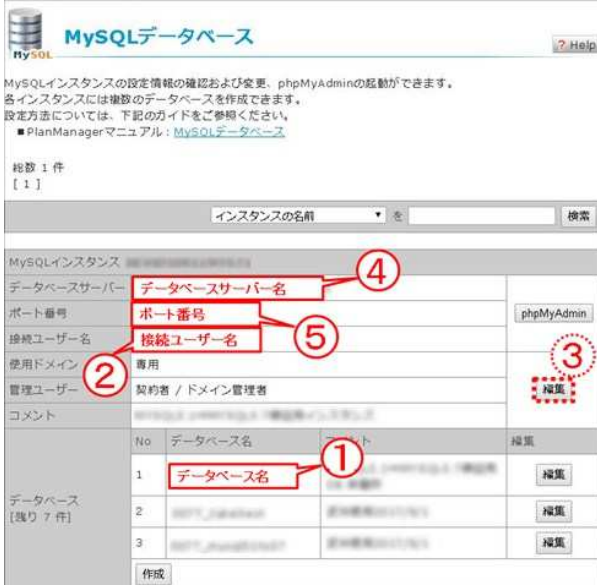 MySQL
MySQLデータベース
? Help
MySQLインスタンスの設定情報の確認および変更、phpMyAdminの起動ができます。
各インスタンスには複数のデータベースを作成できます。
設定方法については、下記のガイドをご参照ください。
■PlanManagerマニュアル：MySQLデータベース
総数 1 件
[ 1 ]
インスタンスの名前 ▼ を 検索
MySQLインスタンス
④
データベースサーバー データベースサーバー名
ポート番号 ポート番号 phpMyAdmin
⑤
接続ユーザー名 接続ユーザー名
②
③
使用ドメイン 専用
管理ユーザー 契約者 / ドメイン管理者 編集
コメント
No データベース名 コメント 編集
①
1 データベース名 編集
データベース
[残り 7 件]
2 編集
3 編集
作成